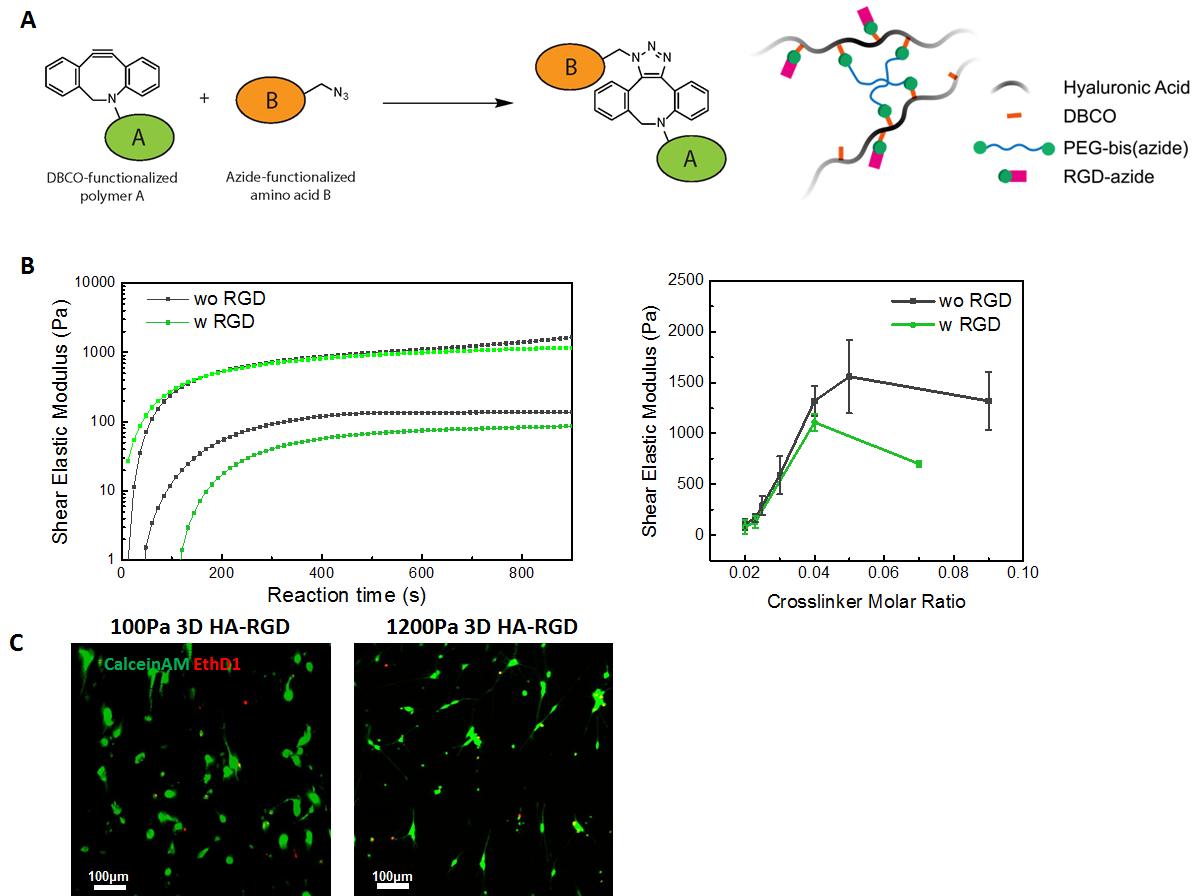 A
B
N₃
+
A
DBCO-functionalized
polymer A
Azide-functionalized
amino acid B
N
B
N
N
N
N
A
Hyaluronic Acid
DBCO
PEG-bis(azide)
RGD-azide
B
Shear Elastic Modulus (Pa)
10000
1000
100
10
1
wo RGD
w RGD
0
200
400
600
800
Reaction time (s)
Shear Elastic Modulus (Pa)
2500
2000
1500
1000
500
0
wo RGD
w RGD
0.02
0.04
0.06
0.08
0.10
Crosslinker Molar Ratio
C
100Pa 3D HA-RGD
1200Pa 3D HA-RGD
CalceinAM EthD1
100µm
100µm